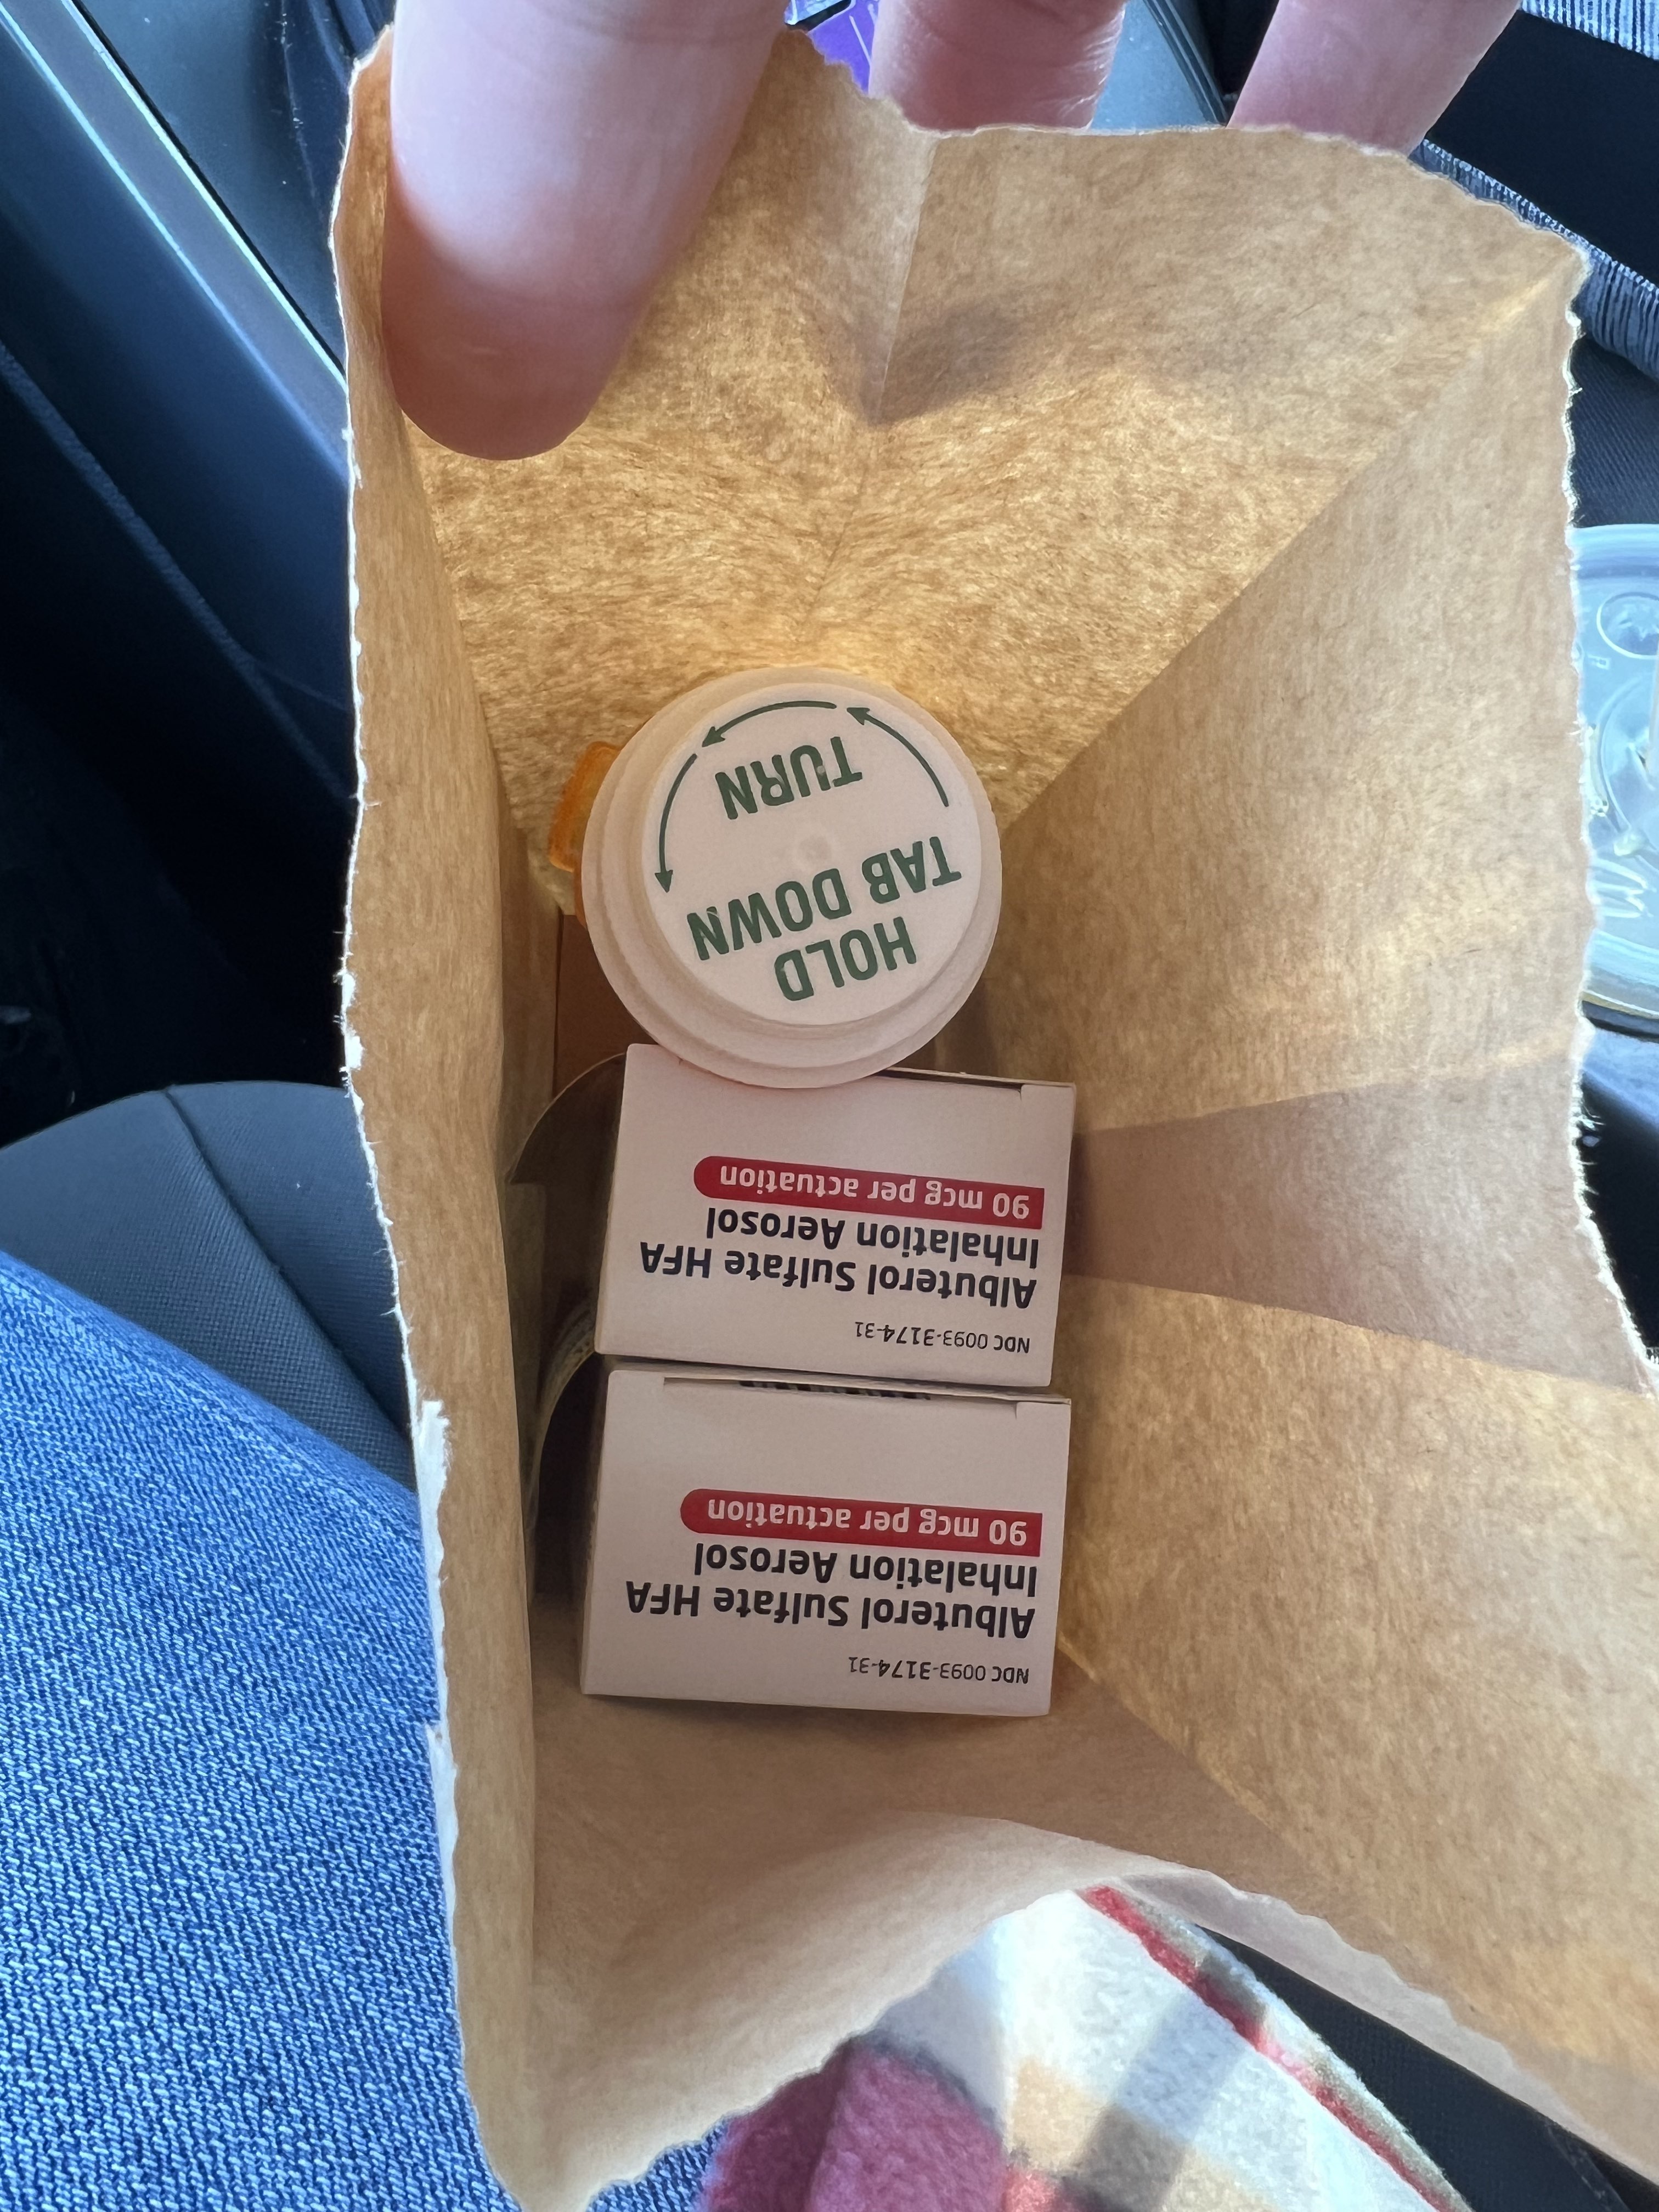 HOLD
TAB DOWN
TURN
NDC 0093-3174-31
Albuterol Sulfate HFA
Inhalation Aerosol
90 mcg per actuation
NDC 0093-3174-31
Albuterol Sulfate HFA
Inhalation Aerosol
90 mcg per actuation